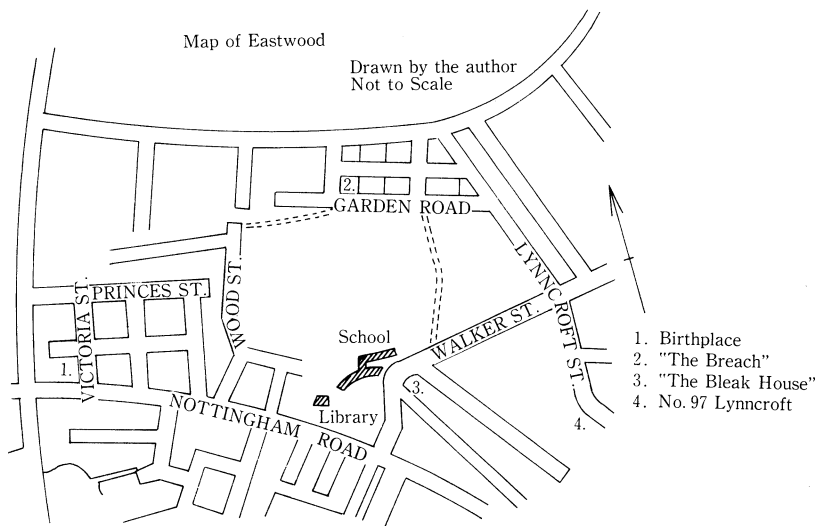 Map of Eastwood
Drawn by the author
Not to Scale
2.
GARDEN ROAD
LYNNCROFT ST.
PRINCES ST.
VICTORIA ST.
WOOD ST.
WALKER ST.
School
1.
3.
Library
NOTTINGHAM ROAD
4.
1. Birthplace
2. "The Breach"
3. "The Bleak House"
4. No. 97 Lynncroft